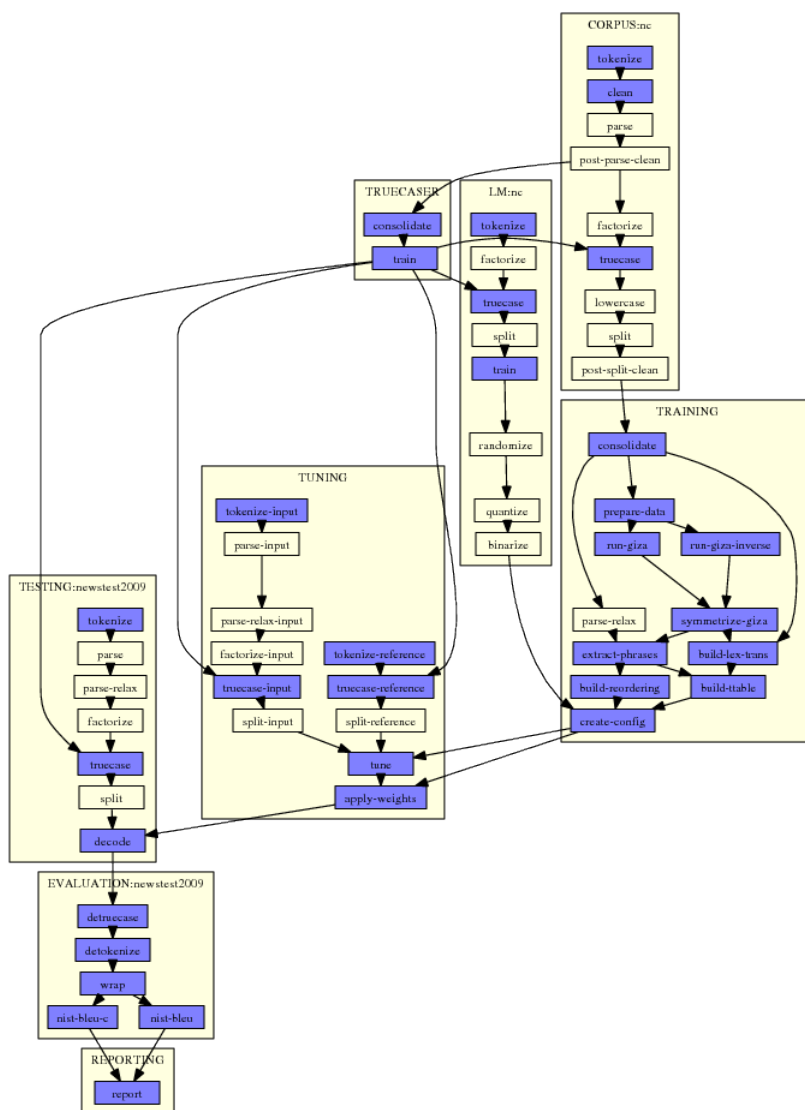 CORPUS:nc
tokenize
clean
parse
post-parse-clean
factorize
truecase
lowercase
split
post-split-clean
TRUECASER
consolidate
train
LM:nc
tokenize
factorize
truecase
split
train
randomize
quantize
binarize
TRAINING
consolidate
prepare-data
run-giza
run-giza-inverse
parse-relax
symmetrize-giza
extract-phrases
build-lex-trans
build-reordering
build-ttable
create-config
TUNING
tokenize-input
parse-input
parse-relax-input
factorize-input
tokenize-reference
truecase-input
truecase-reference
split-input
split-reference
tune
apply-weights
TESTING:newstest2009
tokenize
parse
parse-relax
factorize
truecase
split
decode
EVALUATION:newstest2009
detruecase
detokenize
wrap
nist-bleu-c
nist-bleu
REPORTING
report